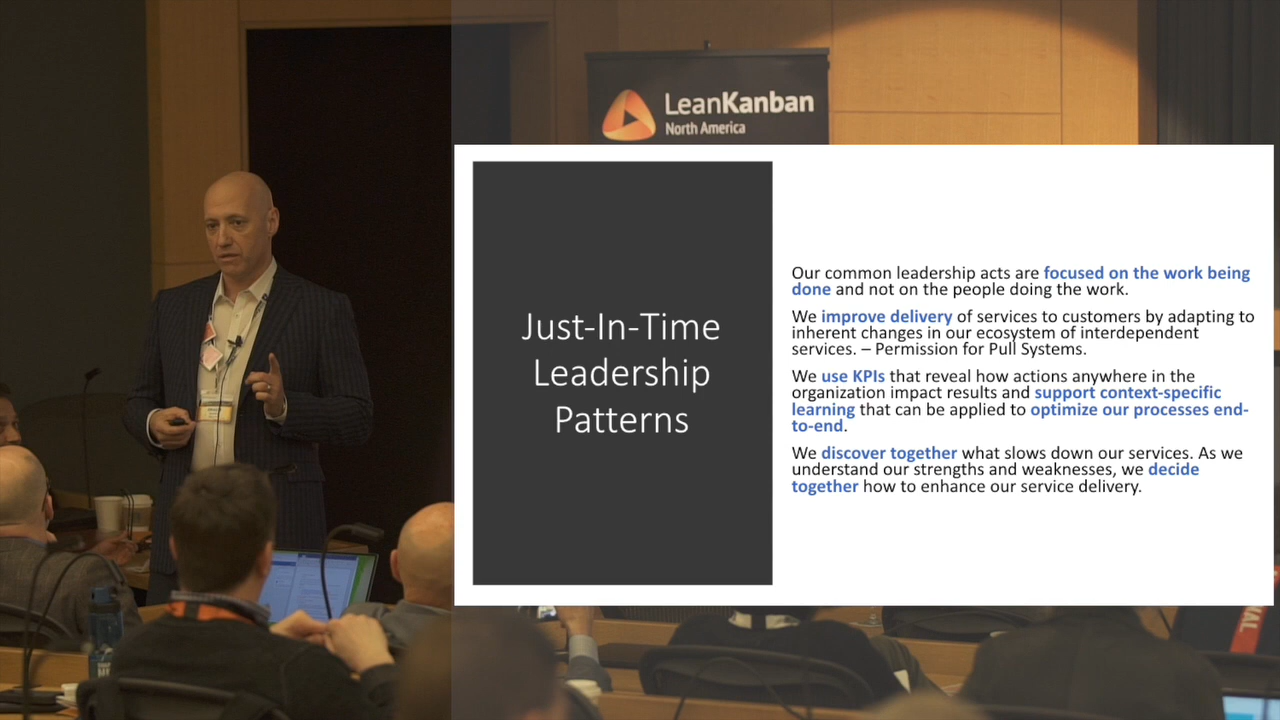 LeanKanban
North America
Just-In-Time
Leadership
Patterns
Our common leadership acts are focused on the work being
done and not on the people doing the work.
We improve delivery of services to customers by adapting to
inherent changes in our ecosystem of interdependent
services. – Permission for Pull Systems.
We use KPIs that reveal how actions anywhere in the
organization impact results and support context-specific
learning that can be applied to optimize our processes end-
to-end.
We discover together what slows down our services. As we
understand our strengths and weaknesses, we decide
together how to enhance our service delivery.